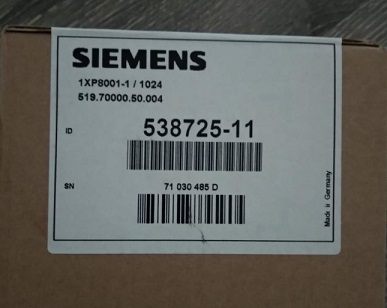 SIEMENS
1XP8001-1 / 1024
519.70000.50.004
ID 538725-11
SN 71 030 485 D
Made in Germany